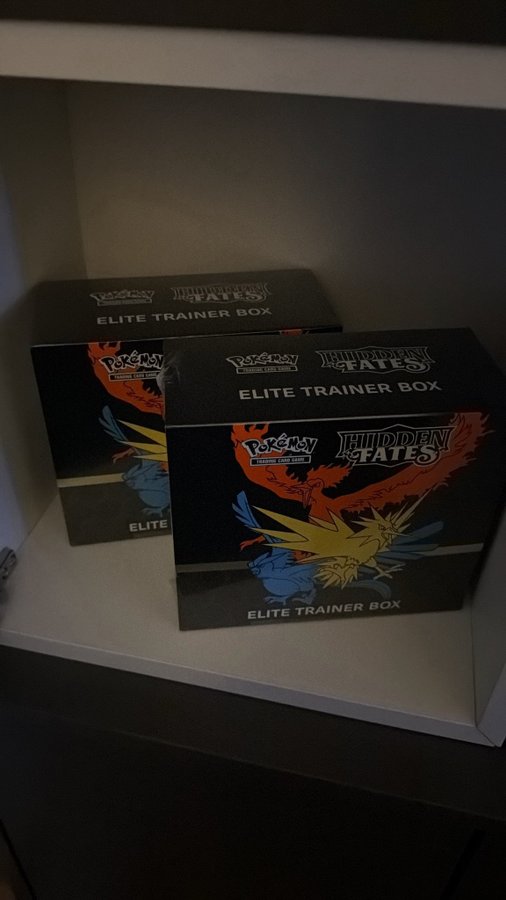 Pokémon
HIDDEN
FATES
ELITE TRAINER BOX
Pokémon
ELITE
Pokémon
TRADING CARD GAME
HIDDEN
FATES
ELITE TRAINER BOX
Pokémon
TRADING CARD GAME
HIDDEN
FATES
ELITE TRAINER BOX